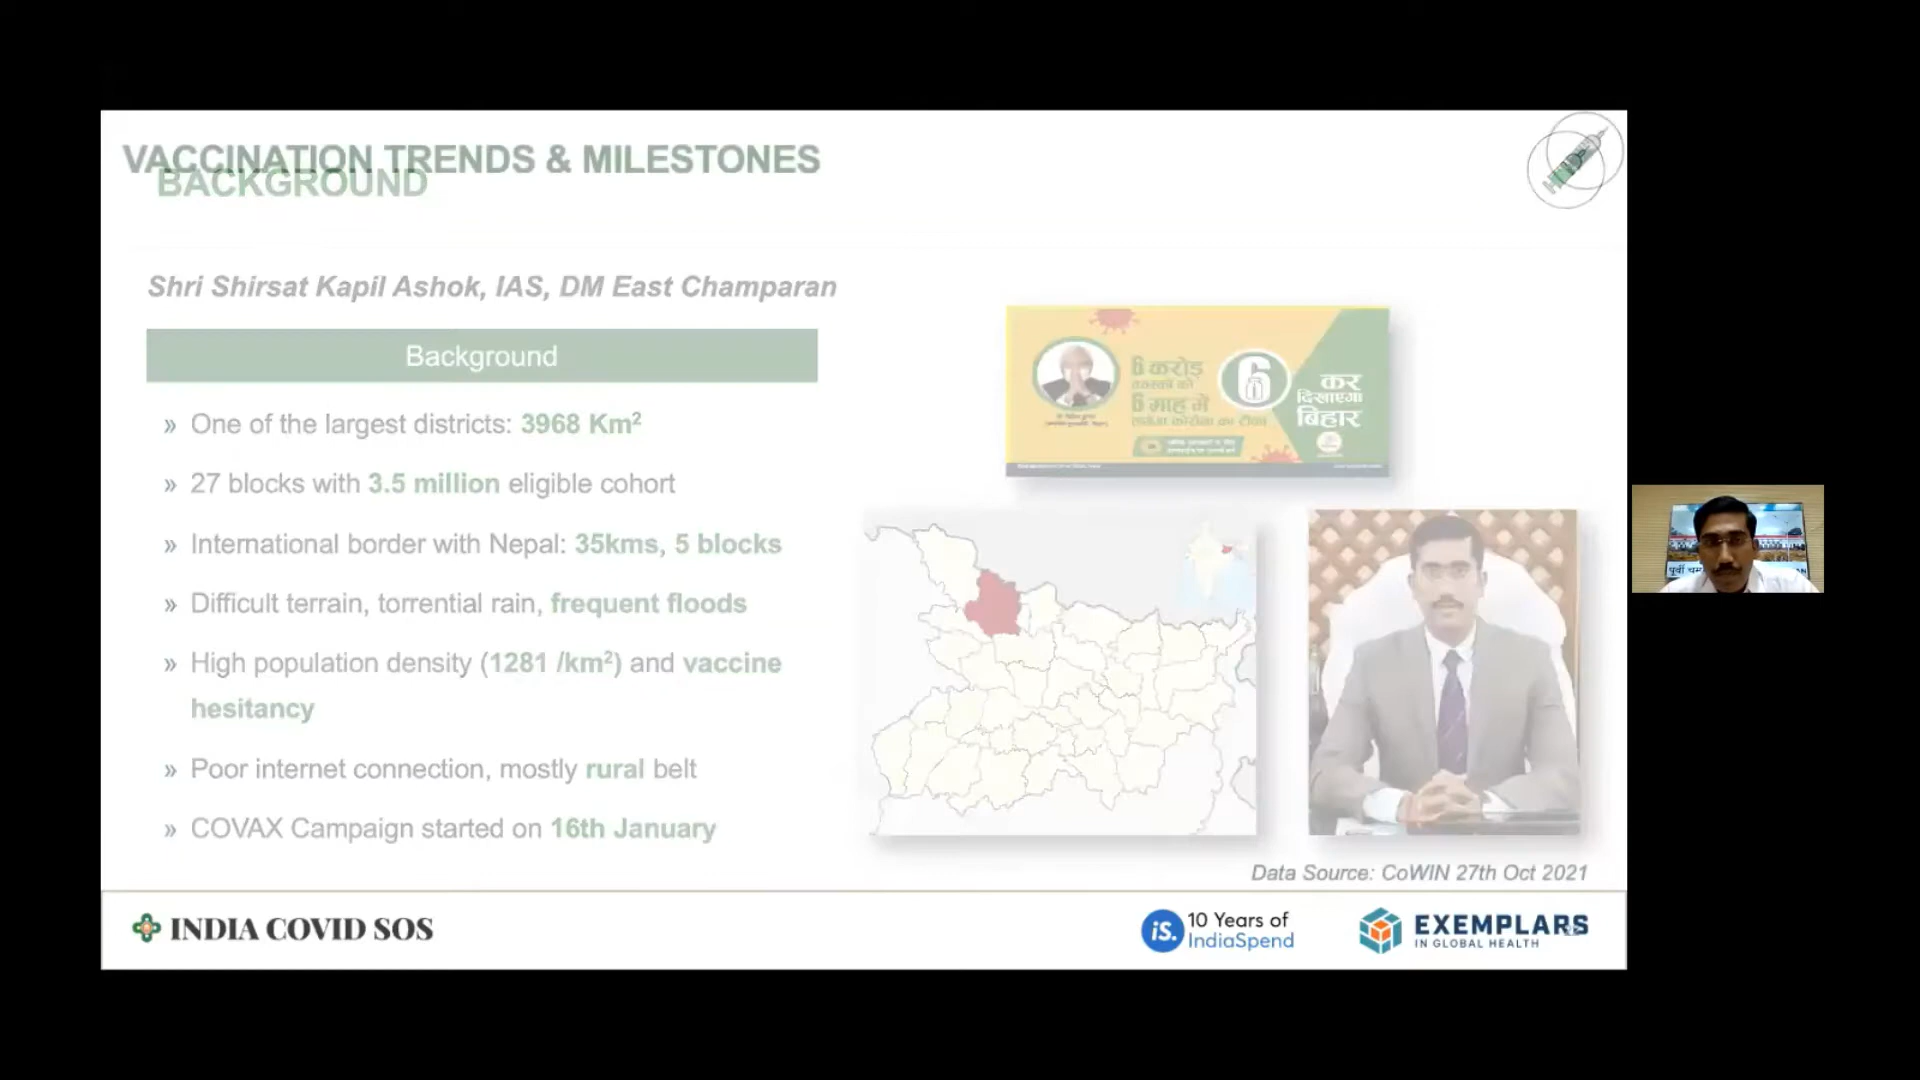 VACCINATION TRENDS & MILESTONES
BACKGROUND
Shri Shirsat Kapil Ashok, IAS, DM East Champaran
Background
» One of the largest districts: 3968 Km²
» 27 blocks with 3.5 million eligible cohort
» International border with Nepal: 35kms, 5 blocks
» Difficult terrain, torrential rain, frequent floods
» High population density (1281 /km²) and vaccine
hesitancy
» Poor internet connection, mostly rural belt
» COVAX Campaign started on 16th January
6 करोड़
6 माह में
6
कर
दिखाएगा
बिहार
पूर्वी
Data Source: CoWIN 27th Oct 2021
INDIA COVID SOS
iS.
10 Years of
IndiaSpend
EXEMPLARS
IN GLOBAL HEALTH